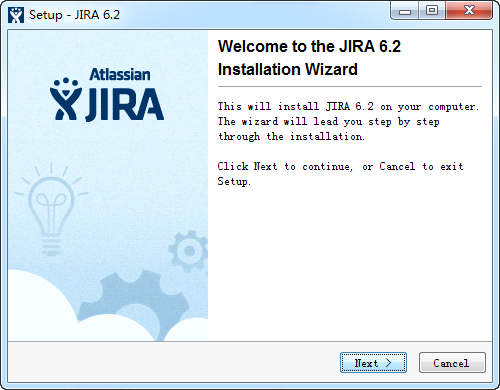 Setup - JIRA 6.2
Atlassian
JIRA
Welcome to the JIRA 6.2
Installation Wizard
This will install JIRA 6.2 on your computer.
The wizard will lead you step by step
through the installation.
Click Next to continue, or Cancel to exit
Setup.
Next >
Cancel